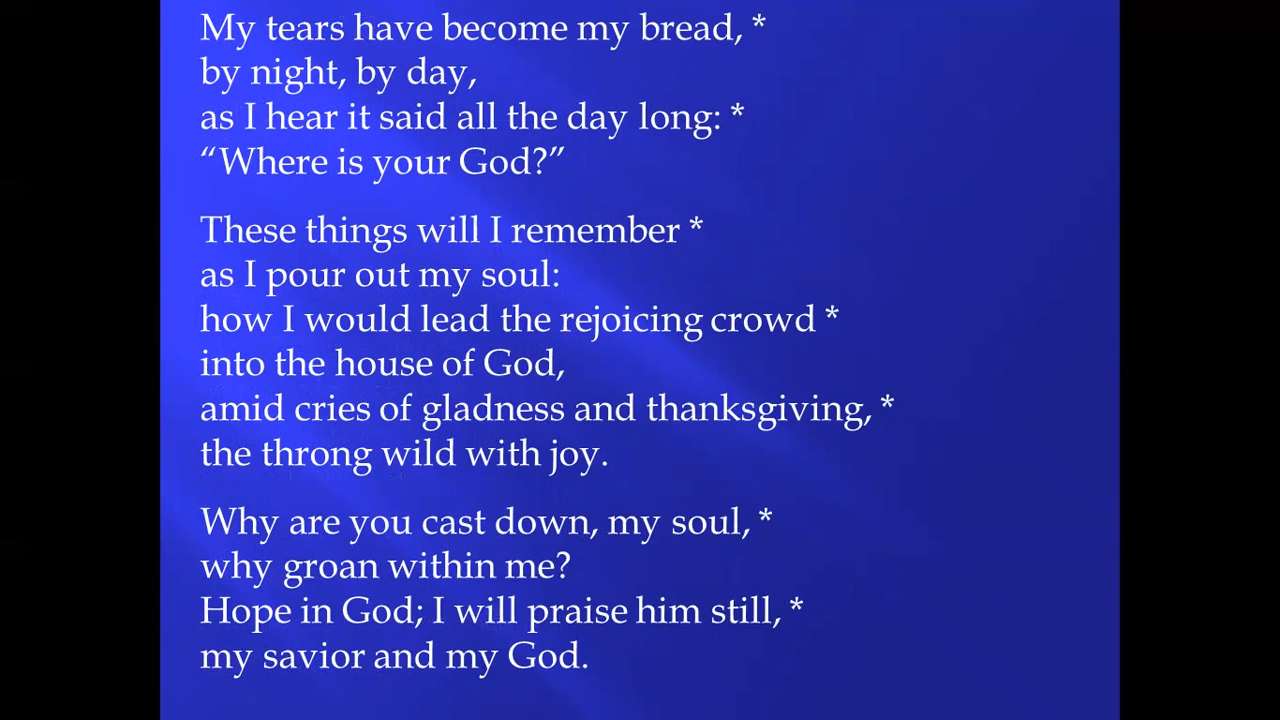 My tears have become my bread, *
by night, by day,
as I hear it said all the day long: *
“Where is your God?”
These things will I remember *
as I pour out my soul:
how I would lead the rejoicing crowd *
into the house of God,
amid cries of gladness and thanksgiving, *
the throng wild with joy.
Why are you cast down, my soul, *
why groan within me?
Hope in God; I will praise him still, *
my savior and my God.